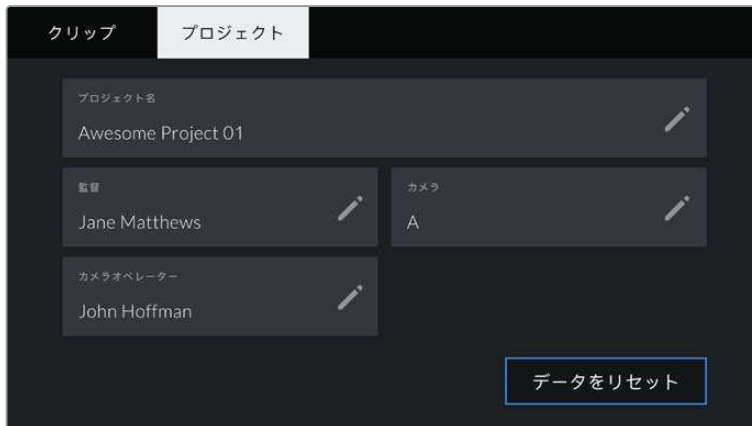 クリップ
プロジェクト
プロジェクト名
Awesome Project 01
監督
Jane Matthews
カメラ
A
カメラオペレーター
John Hoffman
データをリセット